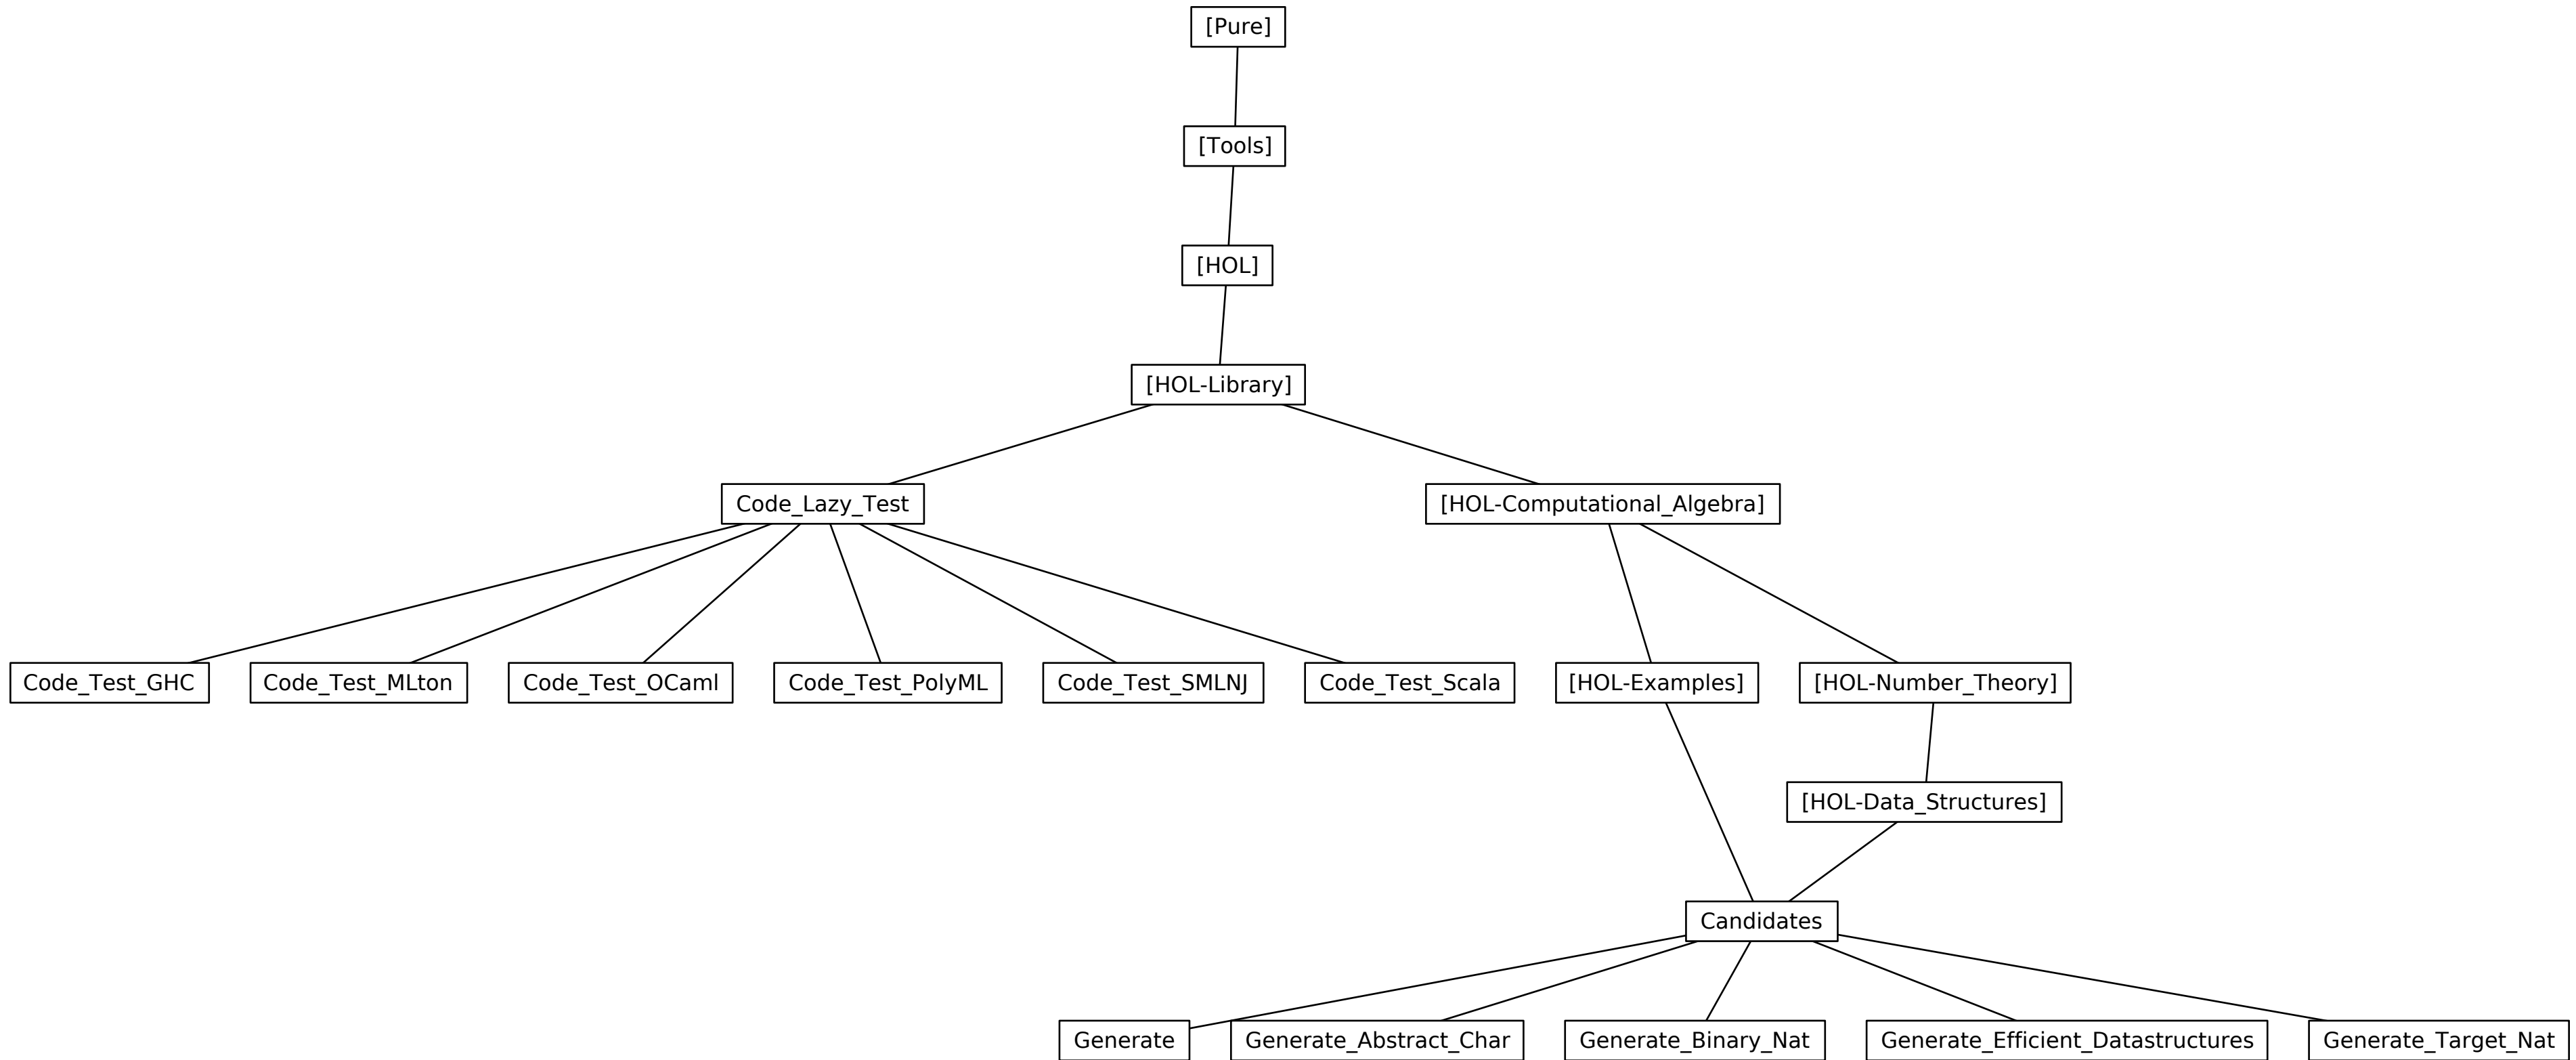 [Pure]
[Tools]
[HOL]
[HOL-Library]
Code_Lazy_Test
[HOL-Computational_Algebra]
Code_Test_GHC
Code_Test_MLton
Code_Test_OCaml
Code_Test_PolyML
Code_Test_SMLNJ
Code_Test_Scala
[HOL-Examples]
[HOL-Number_Theory]
[HOL-Data_Structures]
Candidates
Generate
Generate_Abstract_Char
Generate_Binary_Nat
Generate_Efficient_Datastructures
Generate_Target_Nat